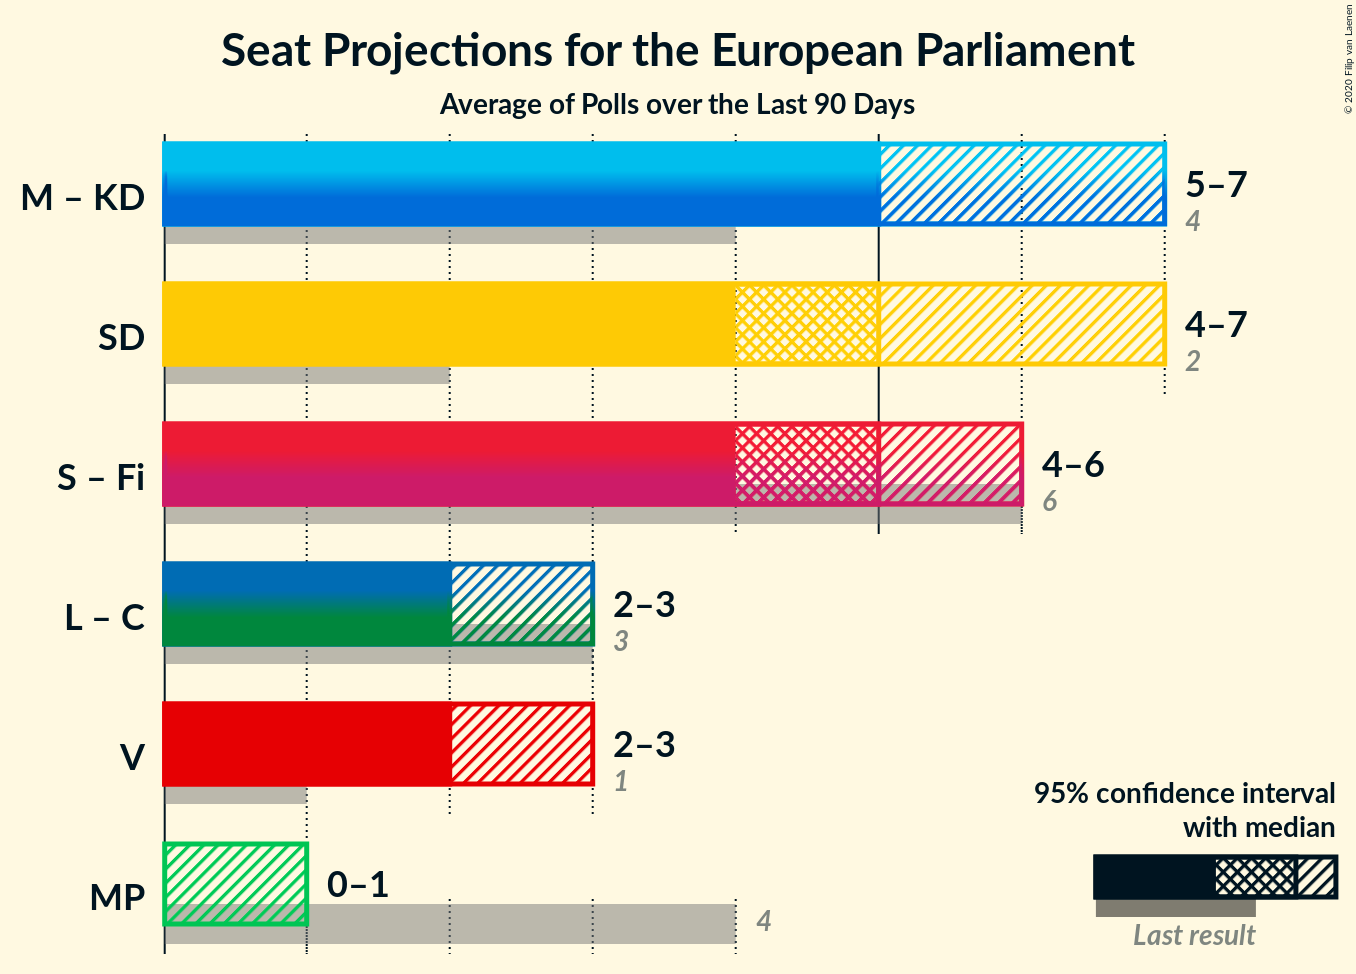 Seat Projections for the European Parliament
Average of Polls over the Last 90 Days
© 2020 Filip van Laenen
M – KD
5–7
4
SD
4–7
2
S – Fi
4–6
6
L – C
2–3
3
V
2–3
1
MP
0–1
4
95% confidence interval
with median
Last result